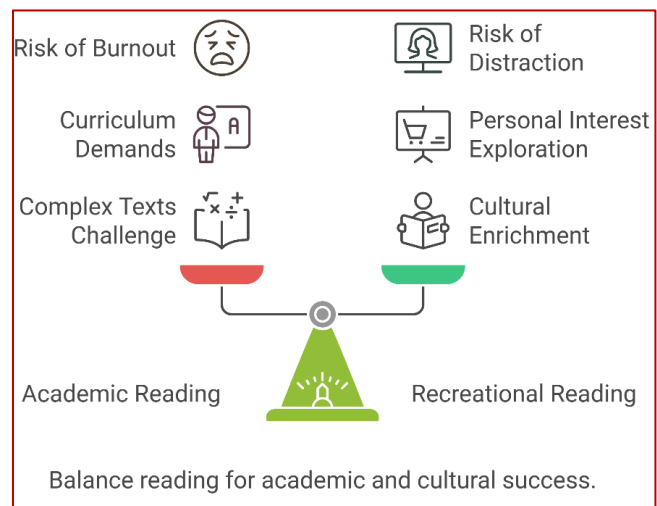 Risk of Burnout
Risk of
Distraction
Curriculum
Demands
A
Personal Interest
Exploration
Complex Texts
Challenge
√ + × ÷
Cultural
Enrichment
Academic Reading
Recreational Reading
Balance reading for academic and cultural success.